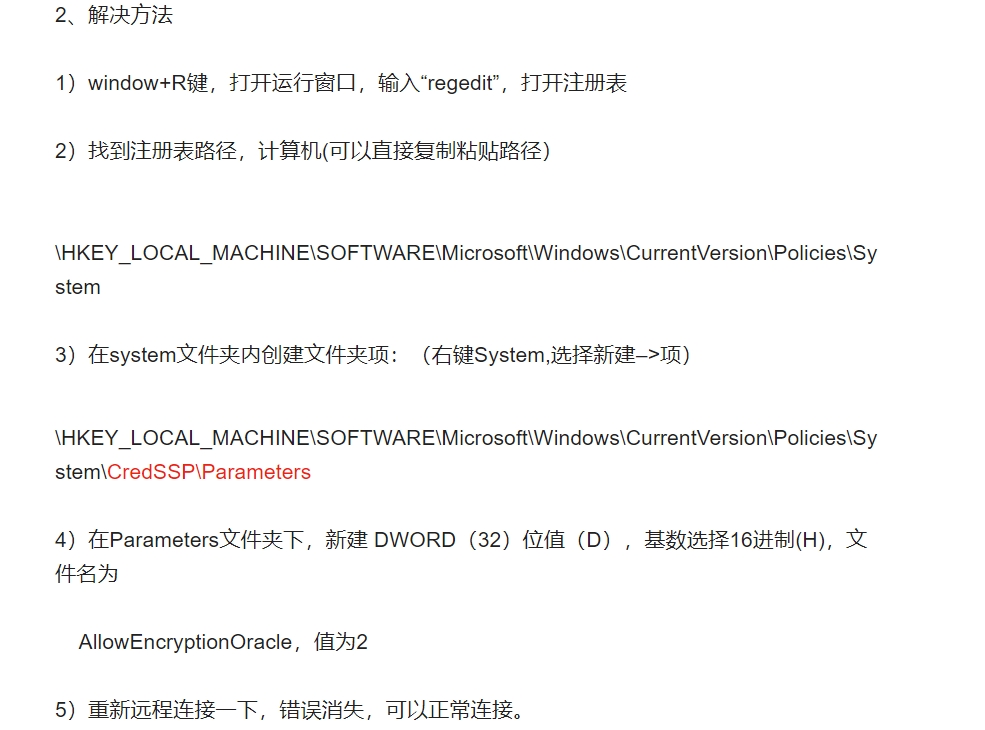 2、解决方法
1）window+R键，打开运行窗口，输入“regedit”，打开注册表
2）找到注册表路径，计算机(可以直接复制粘贴路径）
\HKEY_LOCAL_MACHINE\SOFTWARE\Microsoft\Windows\CurrentVersion\Policies\Sy
stem
3）在system文件夹内创建文件夹项：（右键System,选择新建–>项）
\HKEY_LOCAL_MACHINE\SOFTWARE\Microsoft\Windows\CurrentVersion\Policies\Sy
stem\CredSSP\Parameters
4）在Parameters文件夹下，新建 DWORD（32）位值（D），基数选择16进制(H)，文
件名为
AllowEncryptionOracle，值为2
5）重新远程连接一下，错误消失，可以正常连接。